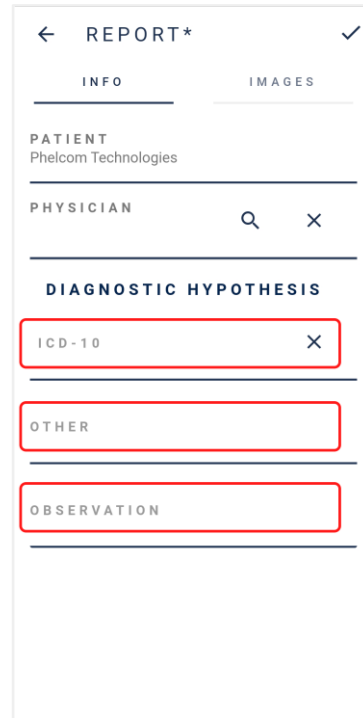 REPORT*
INFO IMAGES
PATIENT
Phelcom Technologies
PHYSICIAN
DIAGNOSTIC HYPOTHESIS
ICD-10
OTHER
OBSERVATION